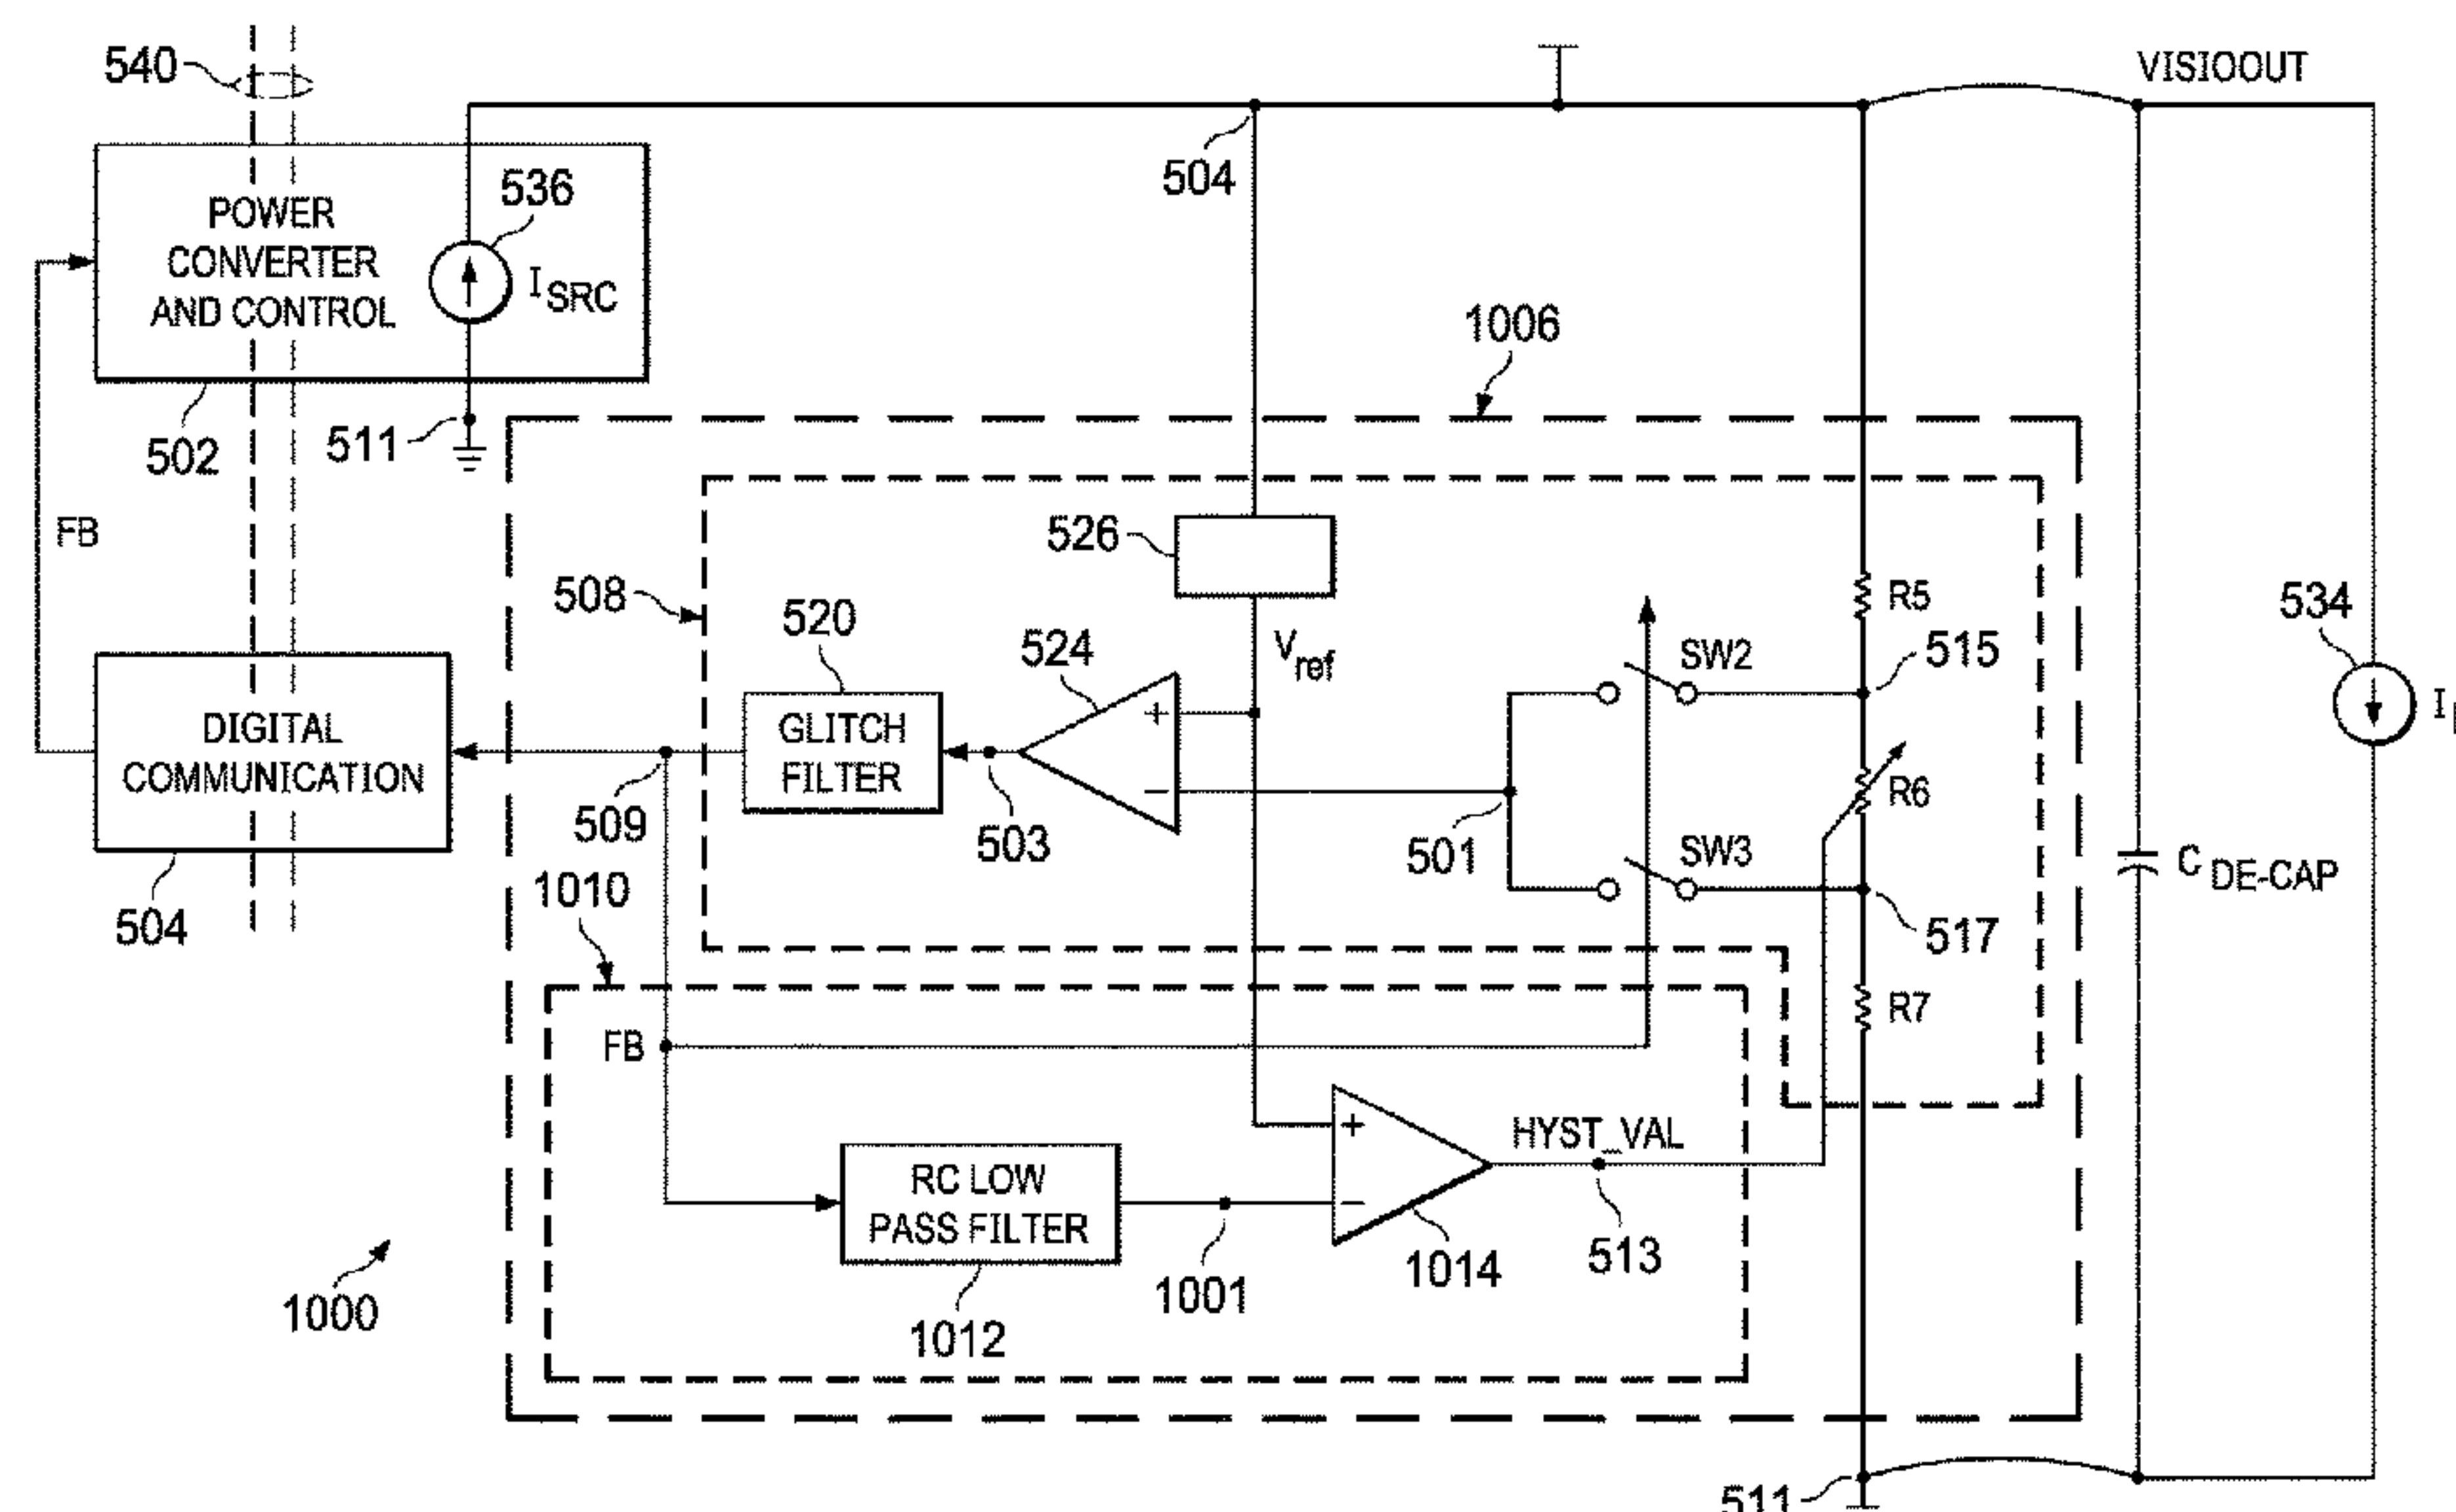 540
VISIOOUT
504
POWER
CONVERTER
AND CONTROL
536
I SRC
1006
502
511
FB
526
508
520
524
Vref
R5
SW2
515
534
GLITCH
FILTER
+
−
DIGITAL
COMMUNICATION
R6
509
503
501
SW3
C DE-CAP
1010
504
517
FB
R7
HYST_VAL
+
−
RC LOW
PASS FILTER
513
1014
1001
1000
1012
511